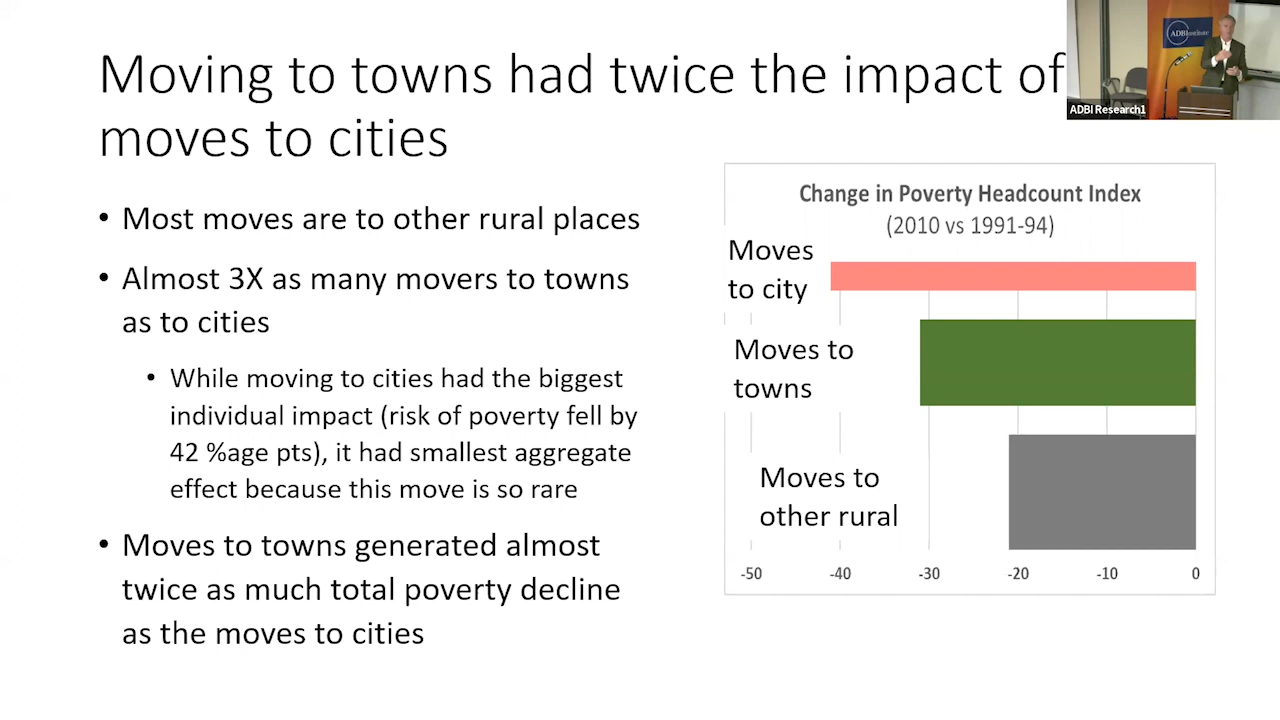 Moving to towns had twice the impact of
moves to cities
• Most moves are to other rural places
• Almost 3X as many movers to towns
as to cities
• While moving to cities had the biggest
individual impact (risk of poverty fell by
42 %age pts), it had smallest aggregate
effect because this move is so rare
• Moves to towns generated almost
twice as much total poverty decline
as the moves to cities
Change in Poverty Headcount Index
(2010 vs 1991-94)
Moves
to city
Moves to
towns
Moves to
other rural
-50 -40 -30 -20 -10 0
ADBInstitute
ADBI Research1